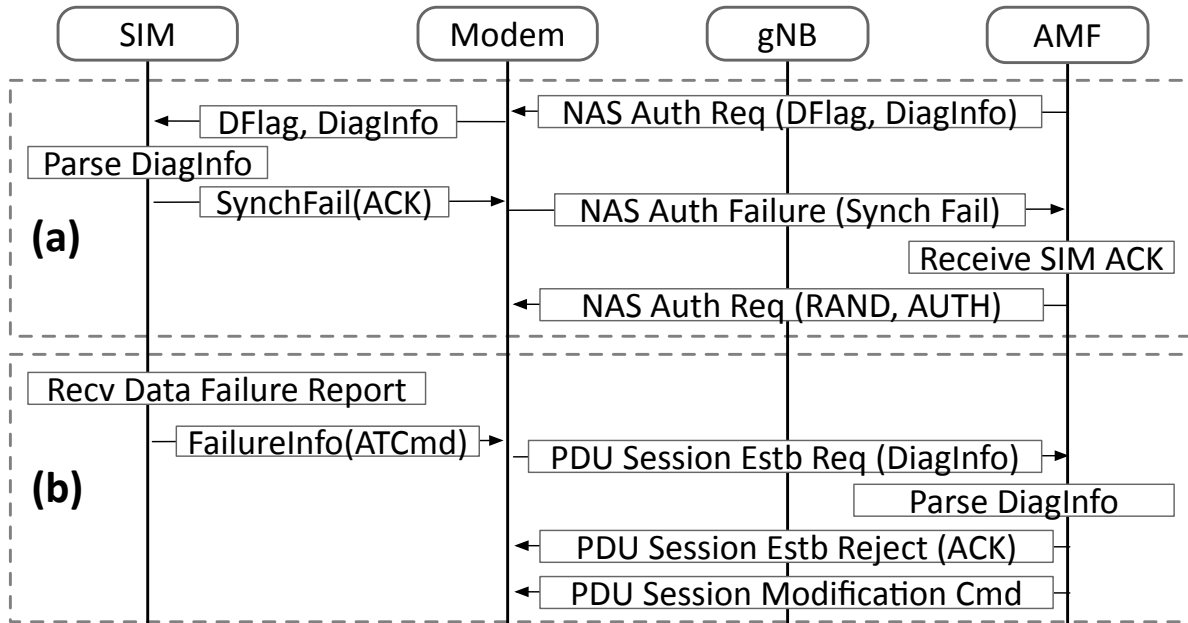 SIM Modem gNB AMF
NAS Auth Req (DFlag, DiagInfo)
DFlag, DiagInfo
Parse DiagInfo
SynchFail(ACK)
NAS Auth Failure (Synch Fail)
(a)
Receive SIM ACK
NAS Auth Req (RAND, AUTH)
Recv Data Failure Report
FailureInfo(ATCmd)
PDU Session Estb Req (DiagInfo)
(b)
Parse DiagInfo
PDU Session Estb Reject (ACK)
PDU Session Modification Cmd